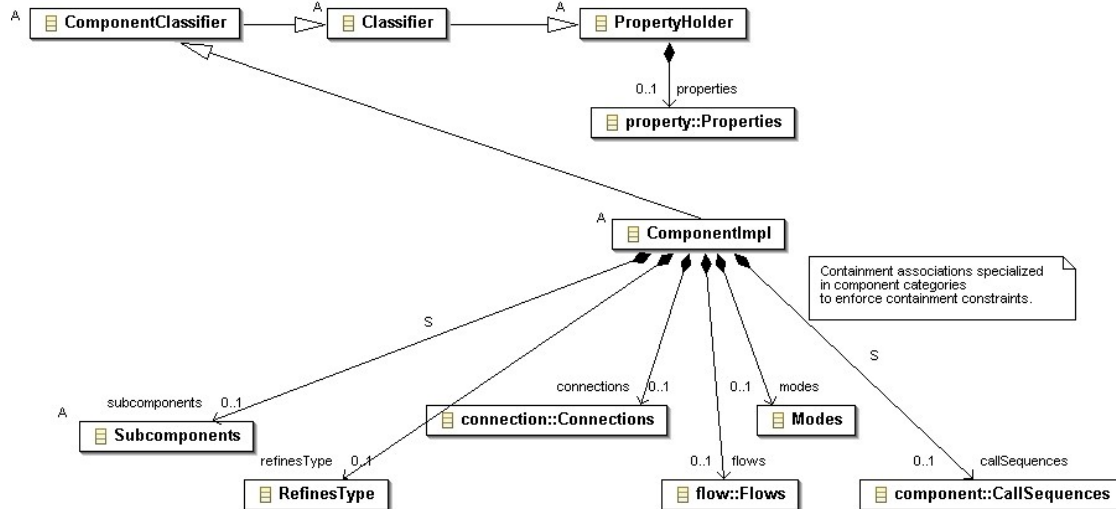 A
ComponentClassifier
A
Classifier
A
PropertyHolder
0..1 properties
property::Properties
A
ComponentImpl
Containment associations specialized
in component categories
to enforce containment constraints.
S
S
connections 0..1
0..1 modes
subcomponents 0..1
A
Subcomponents
connection::Connections
Modes
refinesType 0..1
0..1 flows
0..1 callSequences
RefinesType
flow::Flows
component::CallSequences